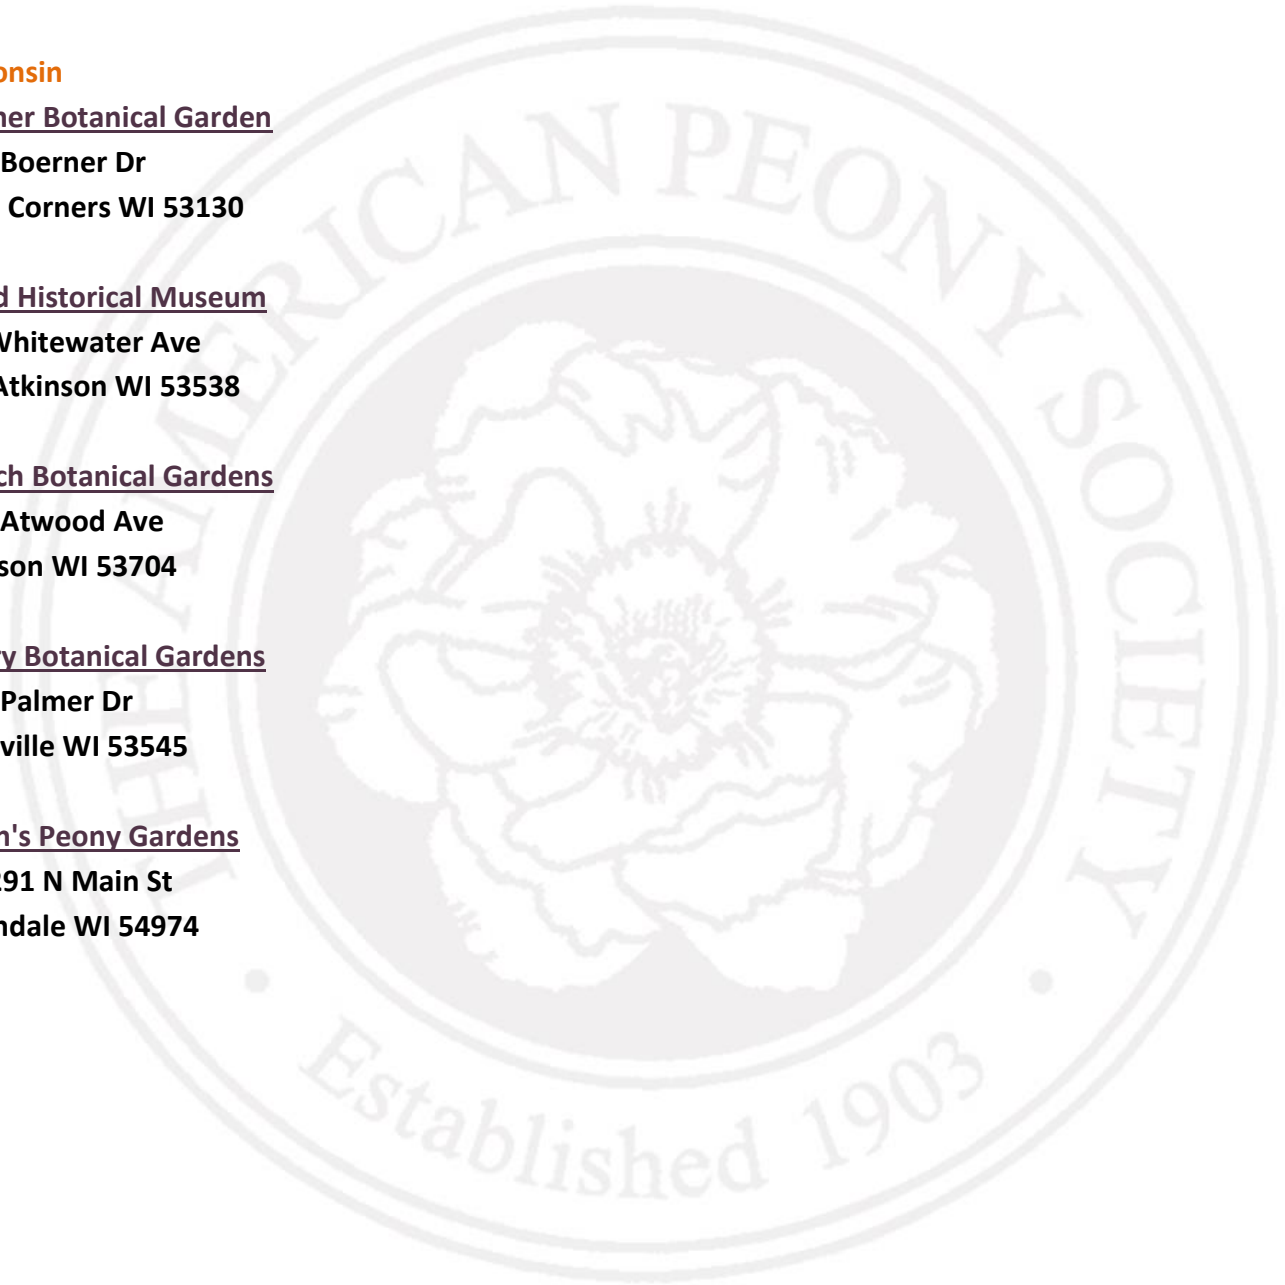 onsin
ner Botanical Garden
Boerner Dr
Corners WI 53130
d Historical Museum
Whitewater Ave
Atkinson WI 53538
ch Botanical Gardens
Atwood Ave
son WI 53704
ry Botanical Gardens
Palmer Dr
ville WI 53545
n's Peony Gardens
291 N Main St
ndale WI 54974
THE AMERICAN PEONY SOCIETY
Established 1903